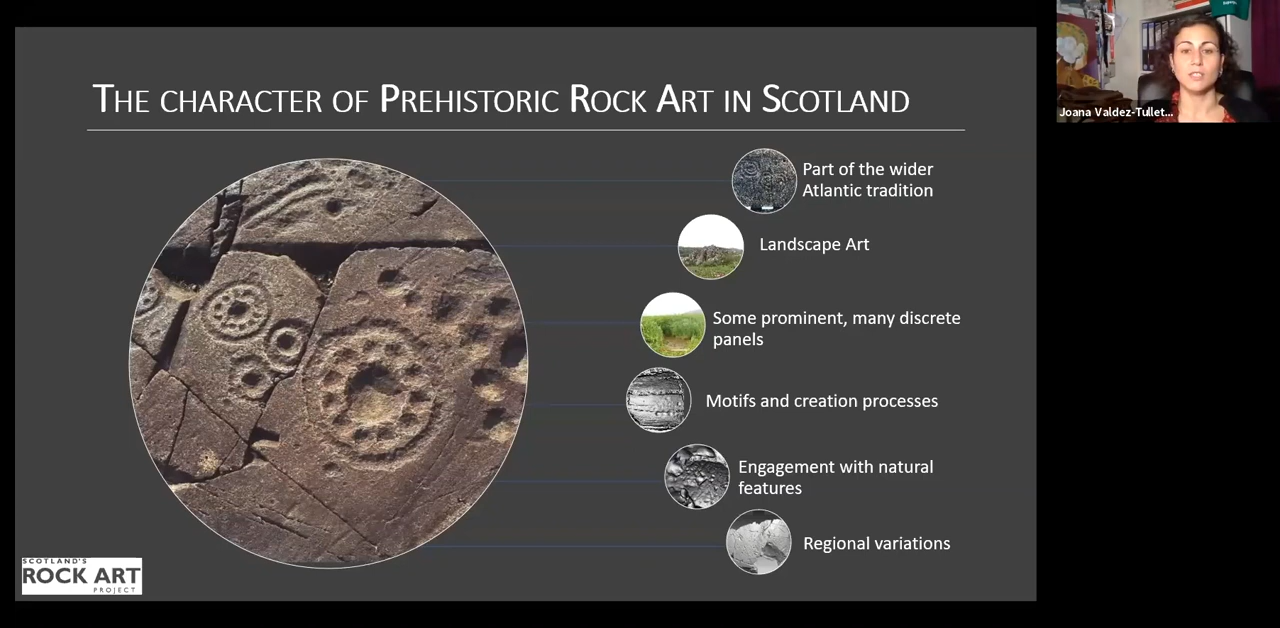 The character of Prehistoric Rock Art in Scotland
Part of the wider
Atlantic tradition
Landscape Art
Some prominent, many discrete
panels
Motifs and creation processes
Engagement with natural
features
Regional variations
SCOTLAND'S
ROCK ART
PROJECT
Joana Valdez-Tullet...